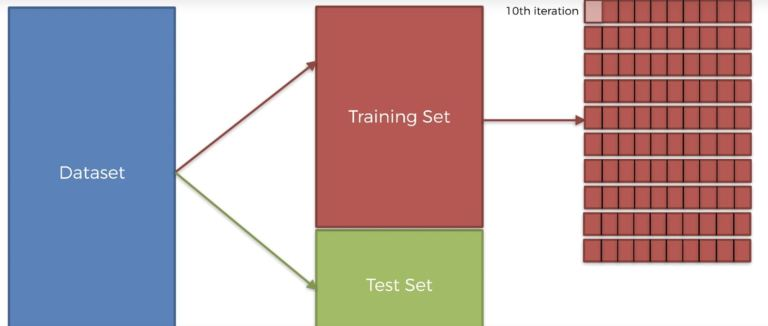 10th iteration
Training Set
Dataset
Test Set